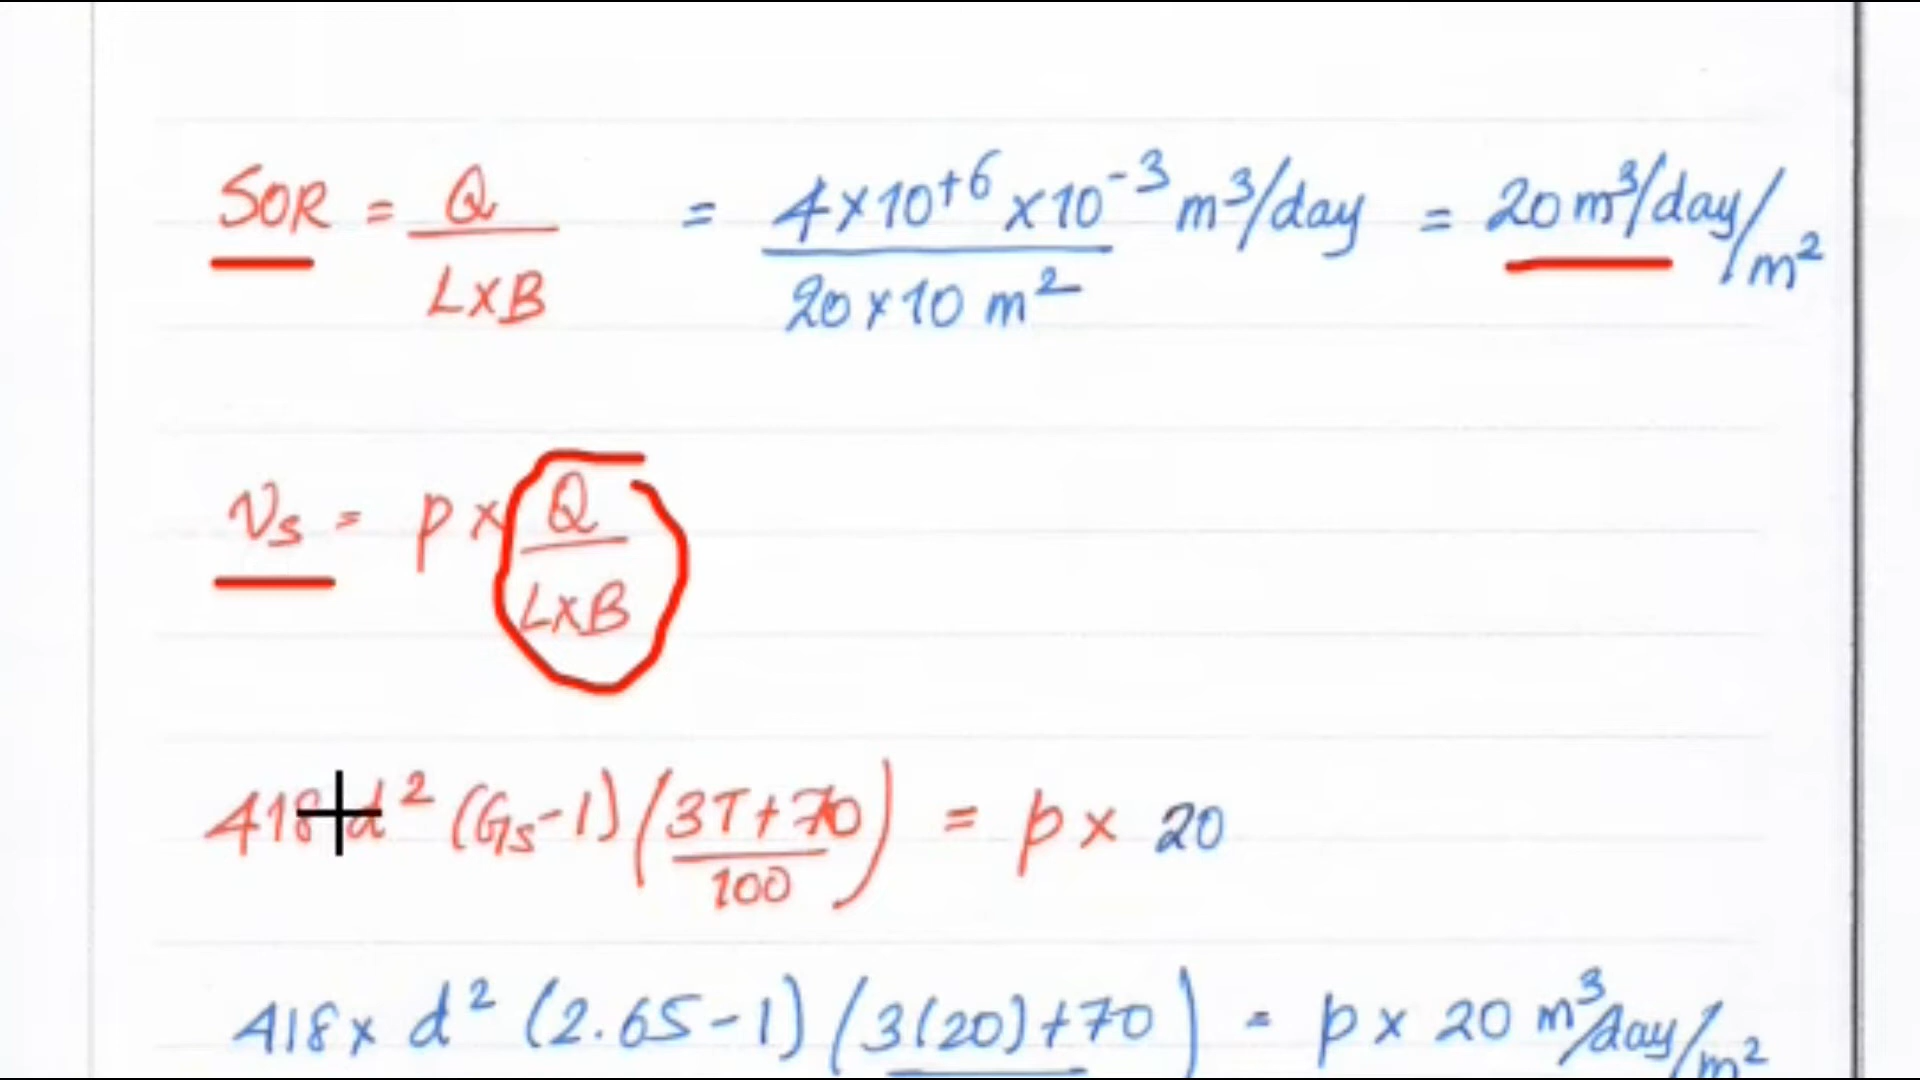 SOR = Q / L×B = 4×10⁺⁶ ×10⁻³ m³/day / 20×10 m² = 20 m³/day/m²
Vs = p × Q / L×B
418 d² (Gs-1) (3T+70 / 100) = p × 20
418× d² (2.65-1) (3(20)+70) = p × 20 m³/day/m²